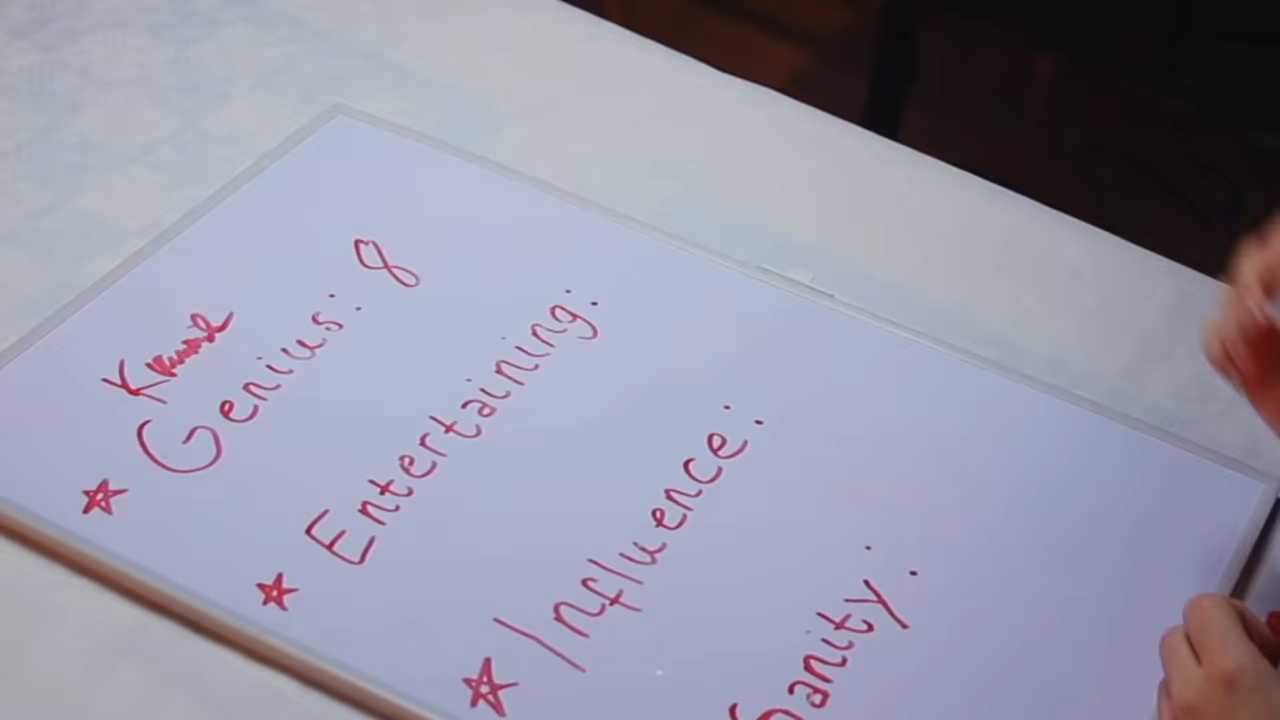 ★ Genius: 8
★ Entertaining:
★ Influence:
Sanity: